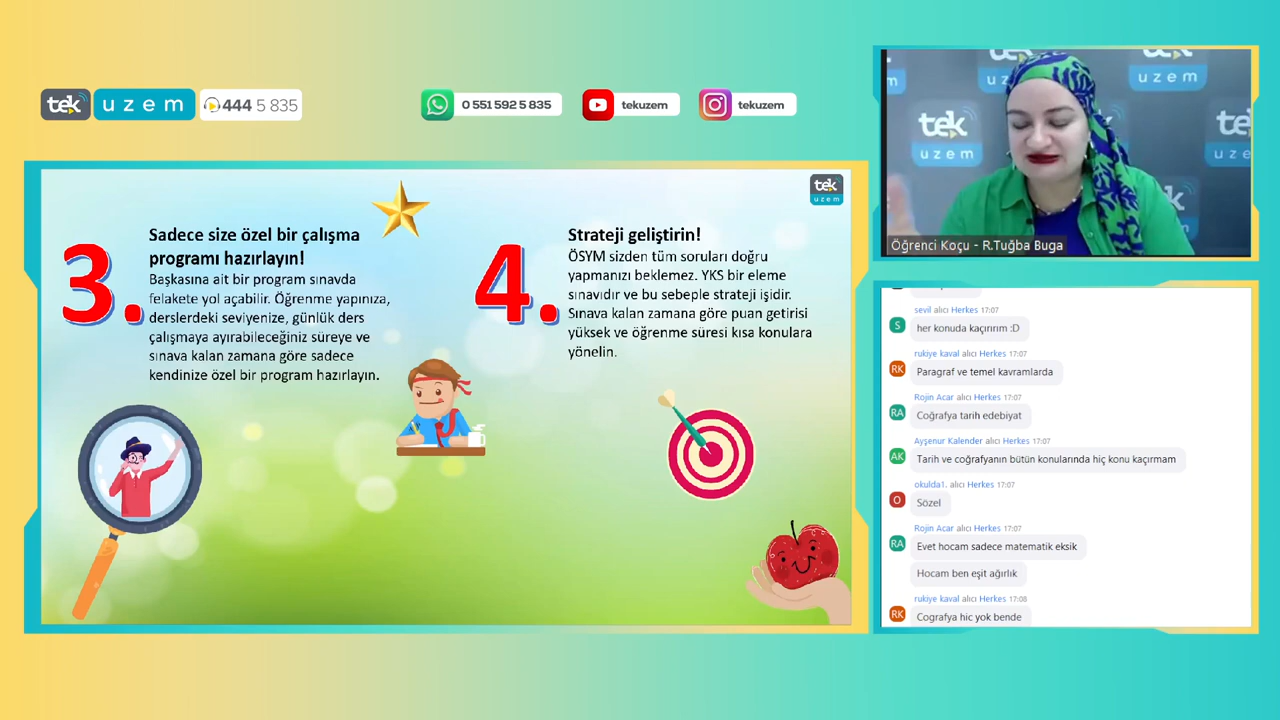 tek uzem 444 5 835
0 551 592 5 835
tekuzem
tekuzem
tek
uzem
3.
Sadece size özel bir çalışma
programı hazırlayın!
Başkasına ait bir program sınavda
felakete yol açabilir. Öğrenme yapınıza,
derslerdeki seviyenize, günlük ders
çalışmaya ayırabileceğiniz süreye ve
sınava kalan zamana göre sadece
kendinize özel bir program hazırlayın.
4.
Strateji geliştirin!
ÖSYM sizden tüm soruları doğru
yapmanızı beklemez. YKS bir eleme
sınavıdır ve bu sebeple strateji işidir.
Sınava kalan zamana göre puan getirisi
yüksek ve öğrenme süresi kısa konulara
yönelin.
tek
uzem
uzem
Öğrenci Koçu - R.Tuğba Buga
sevil alıcı Herkes 17:07
S
her konuda kaçırırım :D
rukiye kaval alıcı Herkes 17:07
RK
Paragraf ve temel kavramlarda
Rojin Acar alıcı Herkes 17:07
RA
Coğrafya tarih edebiyat
Ayşenur Kalender alıcı Herkes 17:07
AK
Tarih ve coğrafyanın bütün konularında hiç konu kaçırmam
okulda1. alıcı Herkes 17:07
O
Sözel
Rojin Acar alıcı Herkes 17:07
RA
Evet hocam sadece matematik eksik
Hocam ben eşit ağırlık
rukiye kaval alıcı Herkes 17:08
RK
Cografya hic yok bende